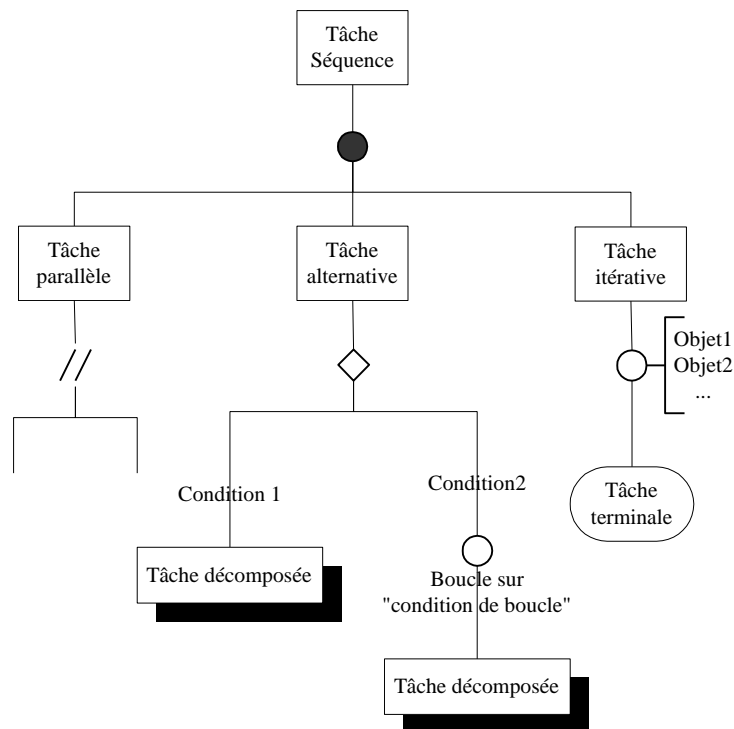 Tâche
Séquence
Tâche
parallèle
Tâche
alternative
Tâche
itérative
//
Objet1
Objet2
...
Condition 1
Condition2
Tâche
terminale
Tâche décomposée
Boucle sur
"condition de boucle"
Tâche décomposée